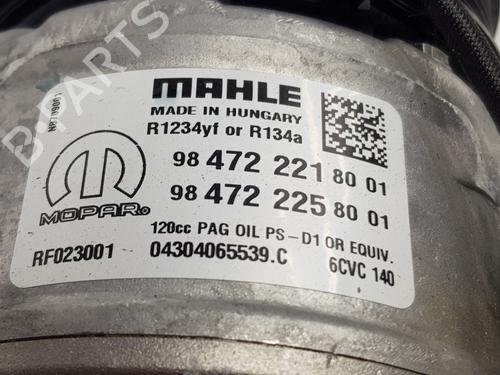 MAHLE
MADE IN HUNGARY
R1234yf or R134a
98 472 221 80 01
98 472 225 80 01
MOPAR®
120cc PAG OIL PS-D1 OR EQUIV.
RF023001 04304065539.C 6CVC 140
B-PARTS